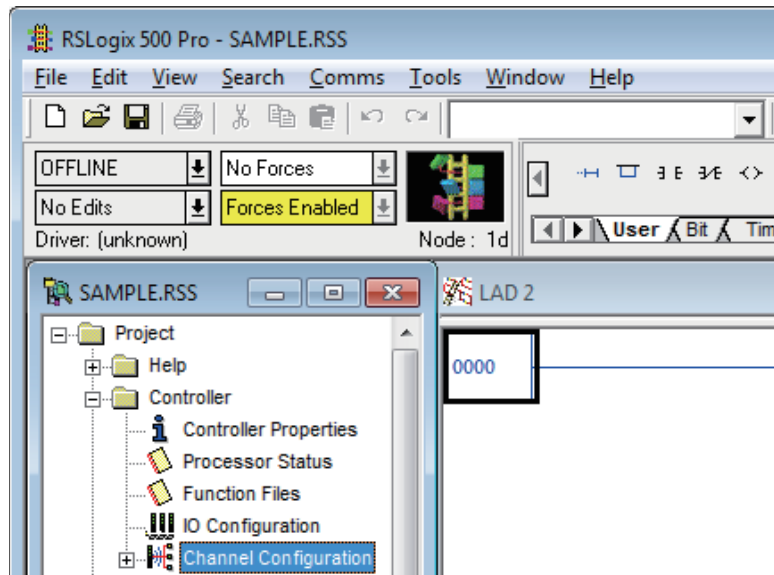 RSLogix 500 Pro - SAMPLE.RSS
File Edit View Search Comms Tools Window Help
OFFLINE No Forces
No Edits Forces Enabled
Driver: (unknown) Node : 1d
User Bit Tim
SAMPLE.RSS
LAD 2
Project
Help
0000
Controller
Controller Properties
Processor Status
Function Files
IO Configuration
Channel Configuration